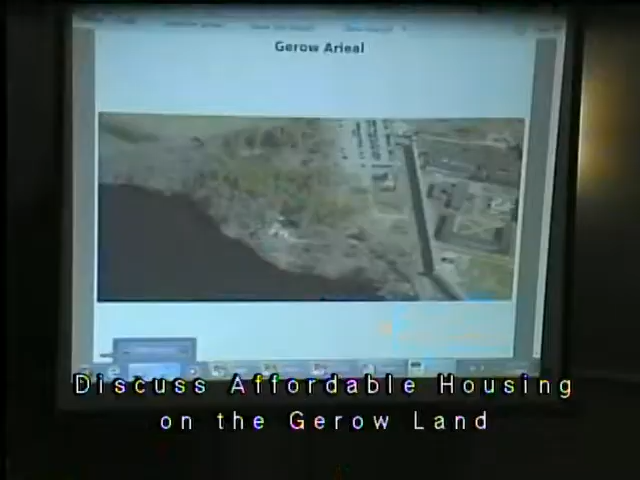 Gerow Arieal
Discuss Affordable Housing
on the Gerow Land